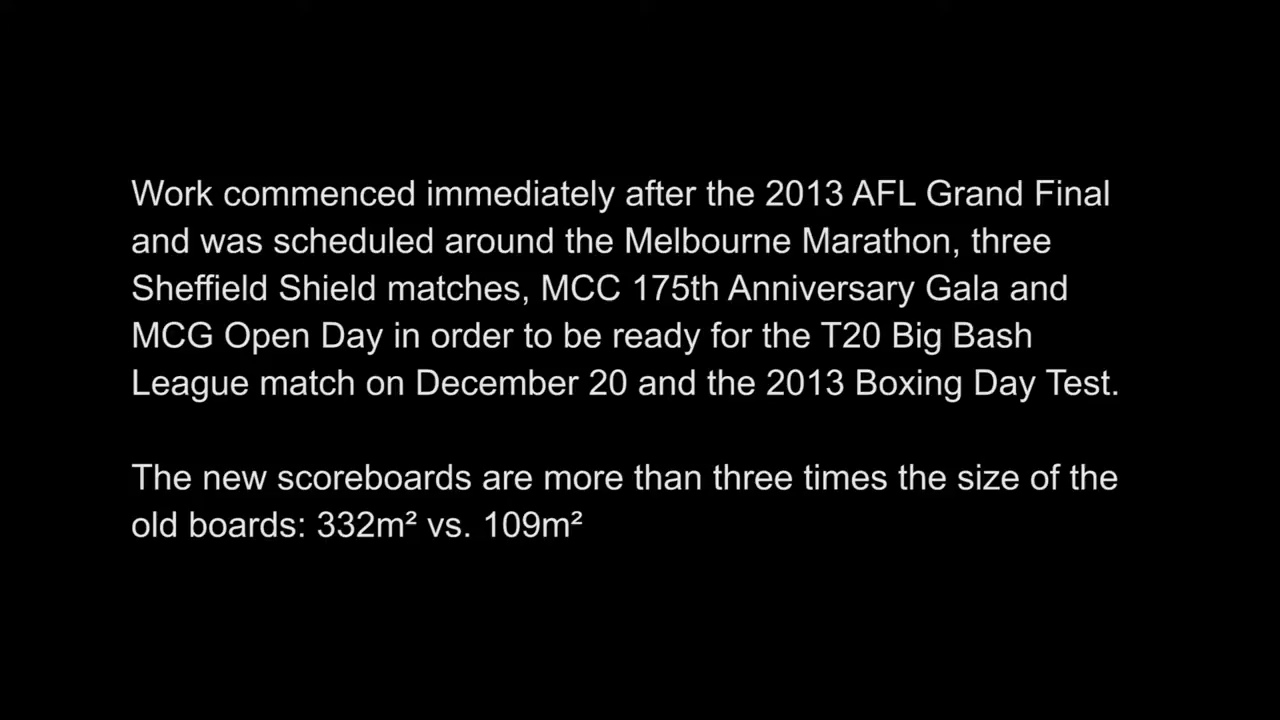 Work commenced immediately after the 2013 AFL Grand Final
and was scheduled around the Melbourne Marathon, three
Sheffield Shield matches, MCC 175th Anniversary Gala and
MCG Open Day in order to be ready for the T20 Big Bash
League match on December 20 and the 2013 Boxing Day Test.
The new scoreboards are more than three times the size of the
old boards: 332m² vs. 109m²